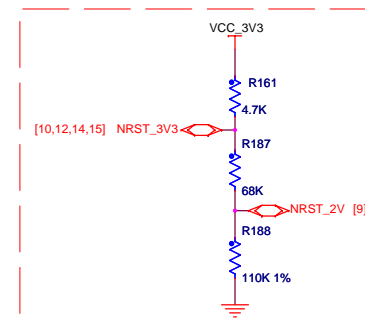 VCC_3V3
R161
4.7K
[10,12,14,15] NRST_3V3
R187
68K
NRST_2V [9]
R188
110K 1%